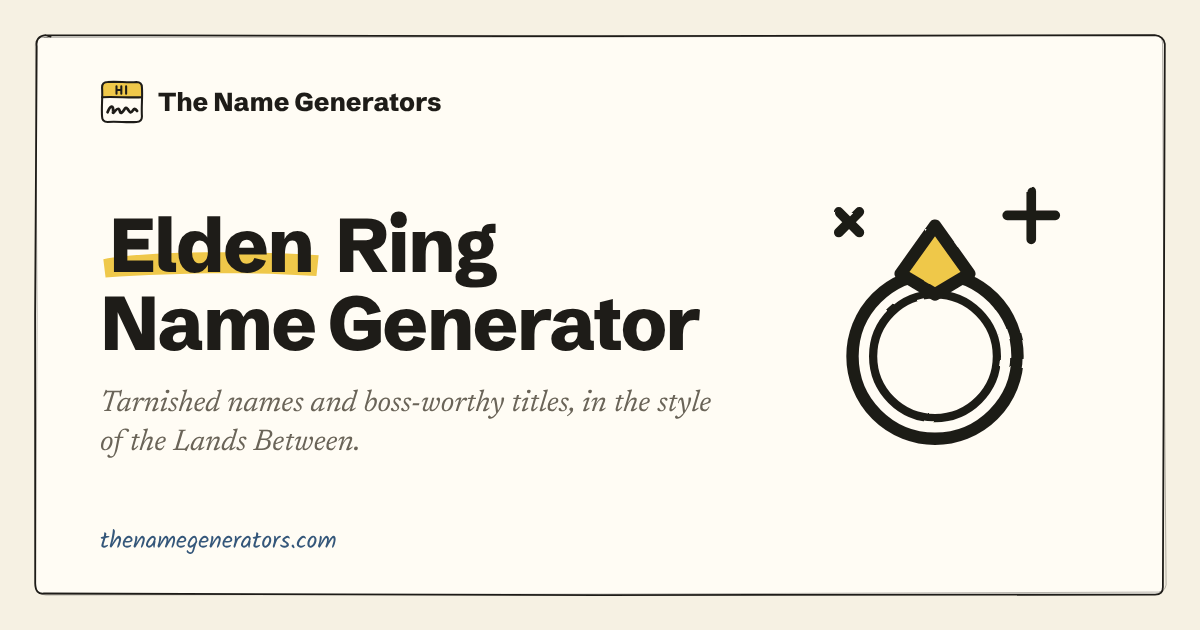 HI
The Name Generators
Elden Ring
Name Generator
Tarnished names and boss-worthy titles, in the style
of the Lands Between.
thenamegenerators.com